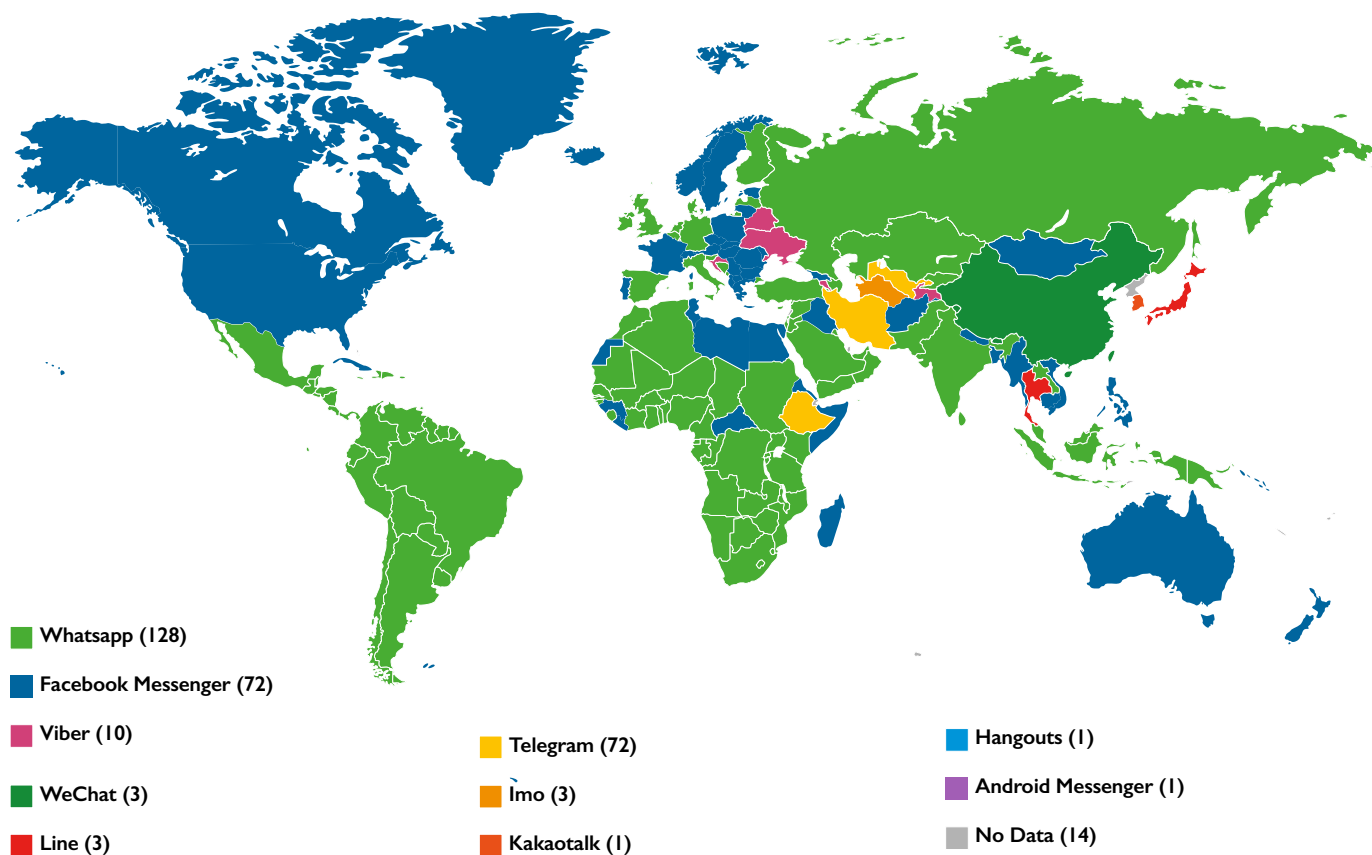 Whatsapp (128)
Facebook Messenger (72)
Viber (10)
WeChat (3)
Line (3)
Telegram (72)
Imo (3)
Kakaotalk (1)
Hangouts (1)
Android Messenger (1)
No Data (14)